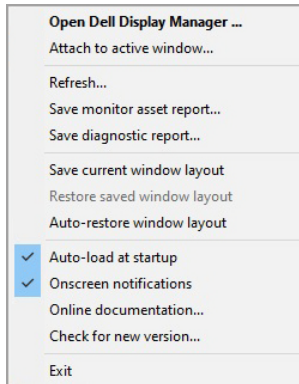 Open Dell Display Manager ...
Attach to active window...
Refresh...
Save monitor asset report...
Save diagnostic report...
Save current window layout
Restore saved window layout
Auto-restore window layout
Auto-load at startup
Onscreen notifications
Online documentation...
Check for new version...
Exit